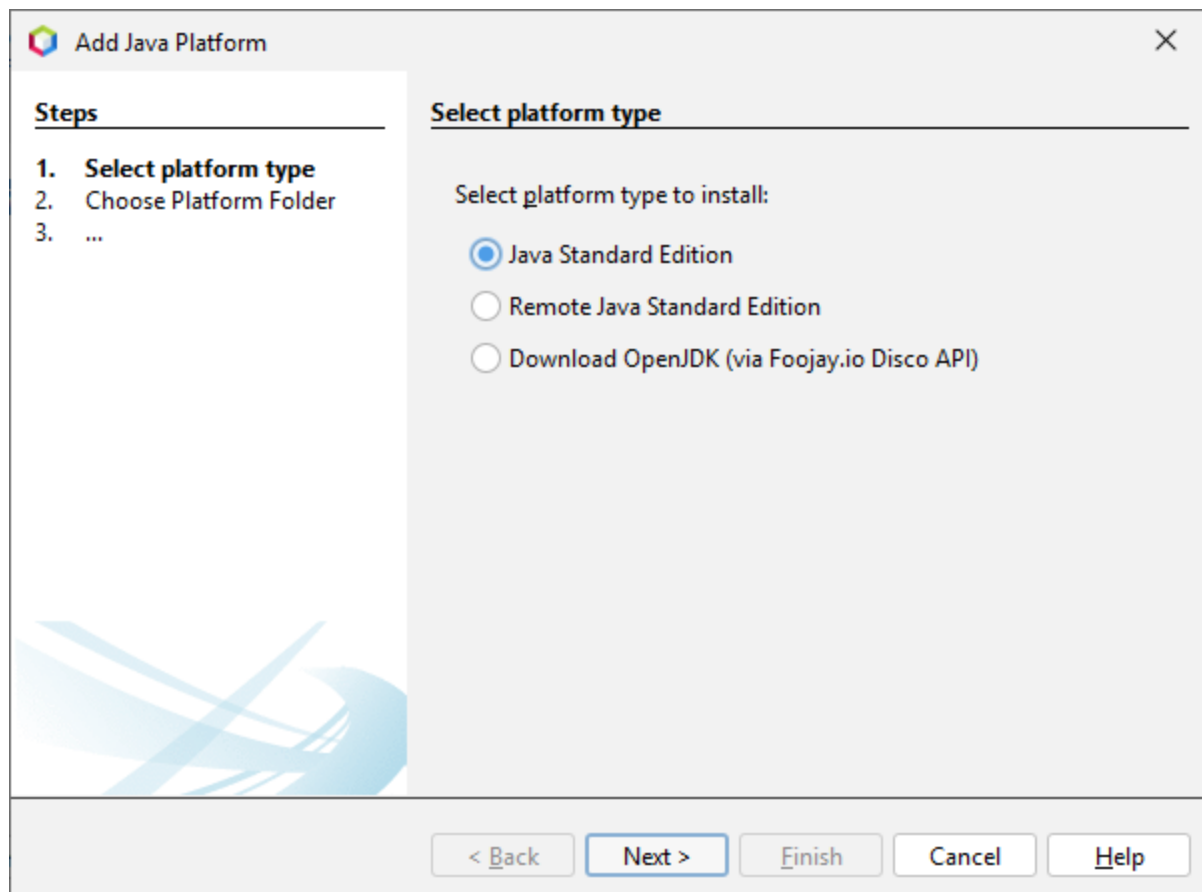 Add Java Platform
Steps
1. Select platform type
2. Choose Platform Folder
3. ...
Select platform type
Select platform type to install:
Java Standard Edition
Remote Java Standard Edition
Download OpenJDK (via Foojay.io Disco API)
< Back Next > Finish Cancel Help